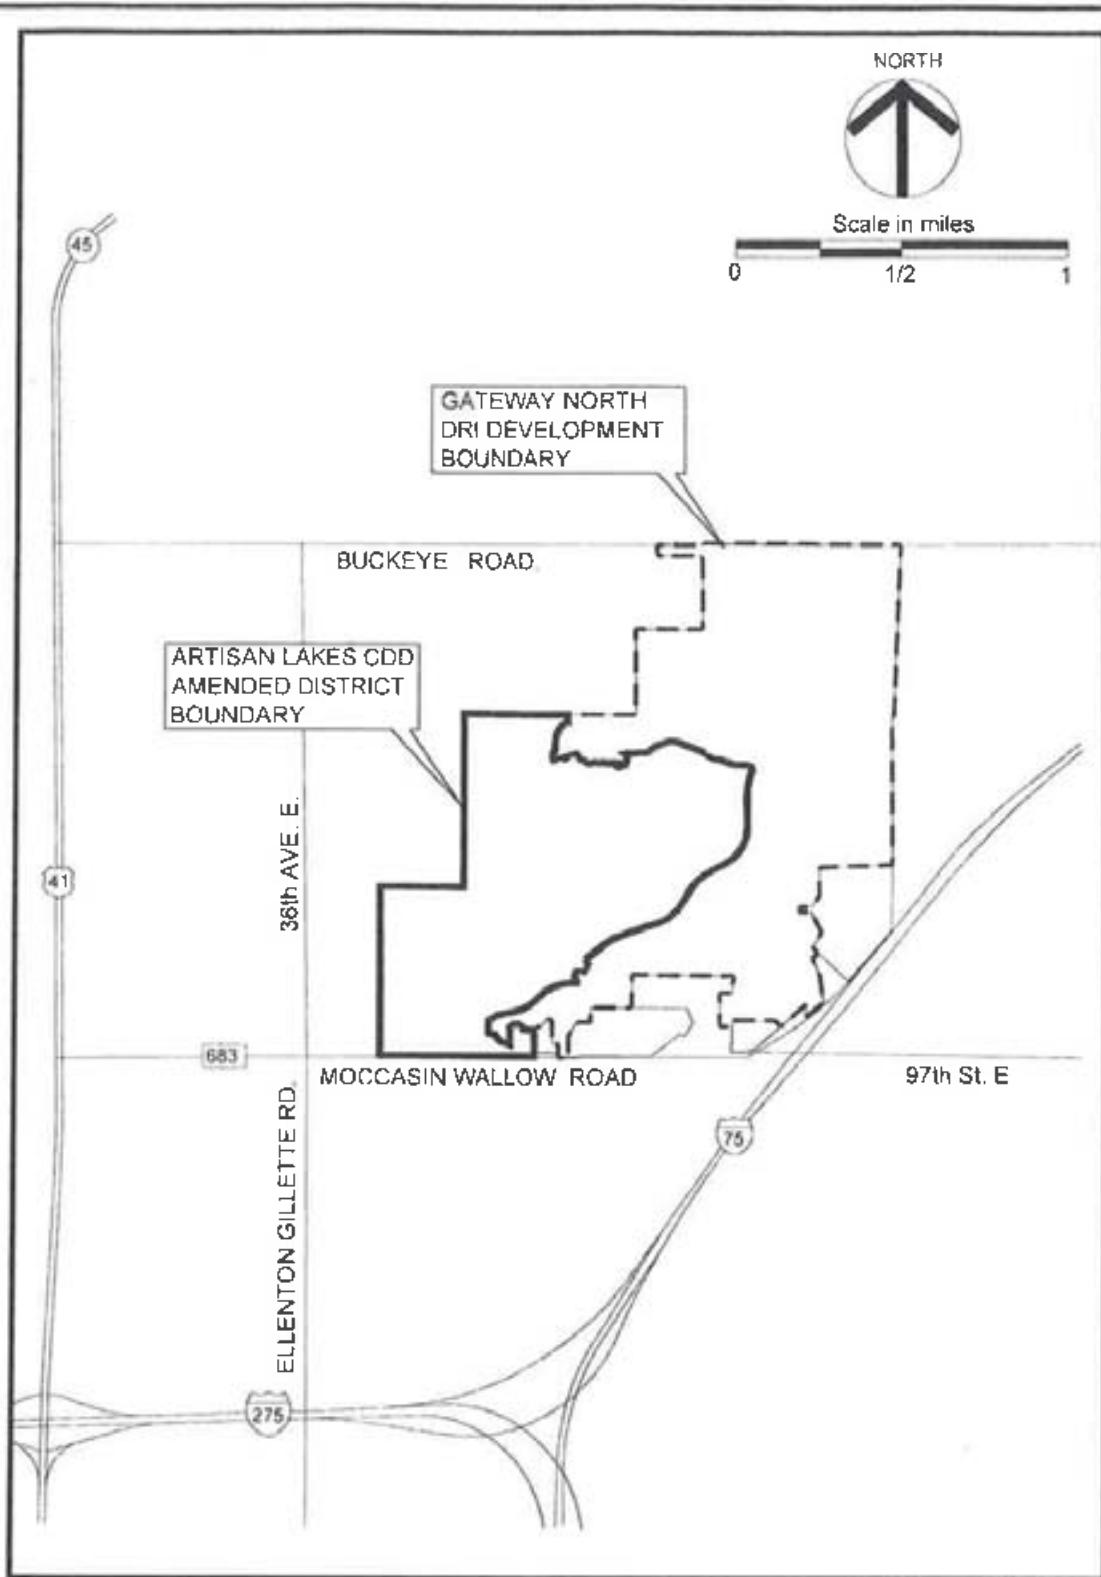 NORTH
Scale in miles
0 1/2 1
45
GATEWAY NORTH
DRI DEVELOPMENT
BOUNDARY
BUCKEYE ROAD
ARTISAN LAKES CDD
AMENDED DISTRICT
BOUNDARY
36th AVE. E.
41
683
MOCCASIN WALLOW ROAD
97th St. E
75
ELLENTON GILLETTE RD.
275